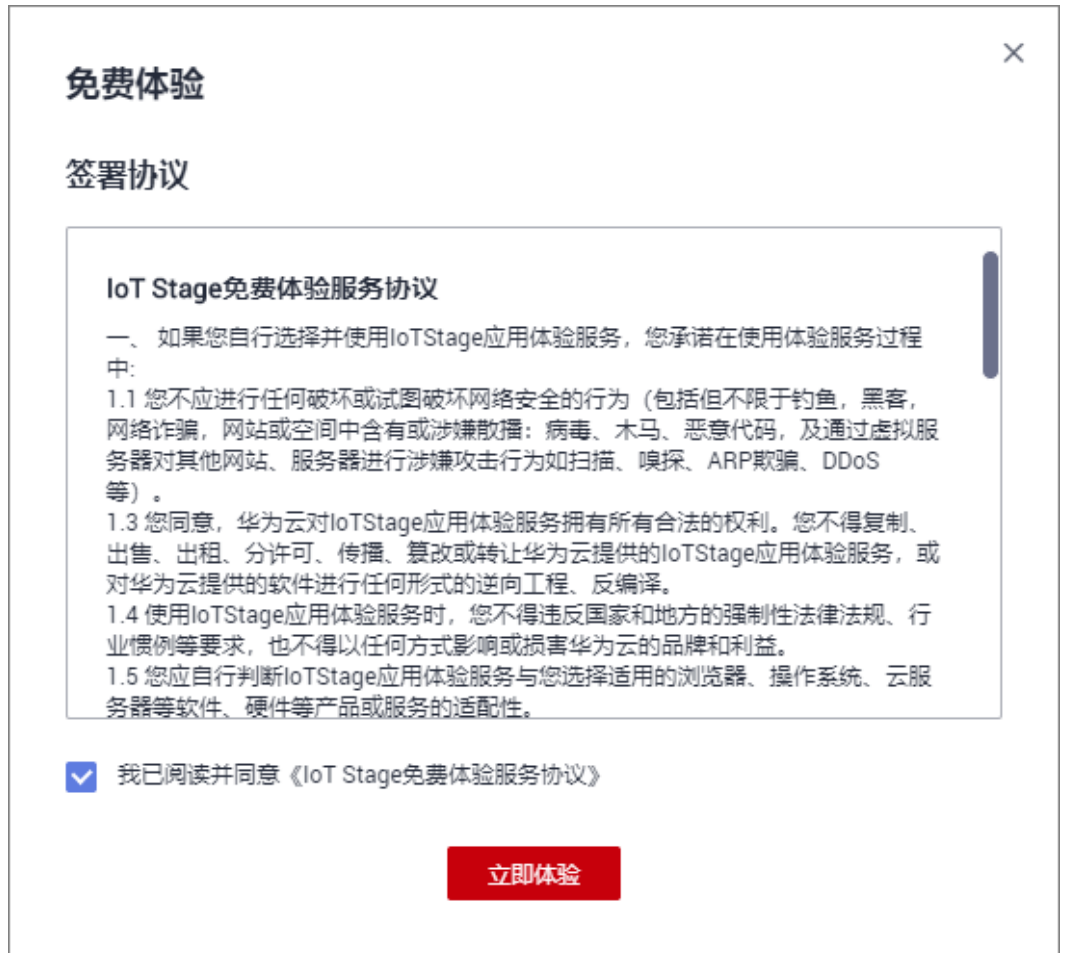 免费体验
签署协议
IoT Stage免费体验服务协议
一、 如果您自行选择并使用IoTStage应用体验服务，您承诺在使用体验服务过程
中:
1.1 您不应进行任何破坏或试图破坏网络安全的行为（包括但不限于钓鱼，黑客，
网络诈骗，网站或空间中含有或涉嫌散播：病毒、木马、恶意代码，及通过虚拟服
务器对其他网站、服务器进行涉嫌攻击行为如扫描、嗅探、ARP欺骗、DDoS
等）。
1.3 您同意，华为云对IoTStage应用体验服务拥有所有合法的权利。您不得复制、
出售、出租、分许可、传播、篡改或转让华为云提供的IoTStage应用体验服务，或
对华为云提供的软件进行任何形式的逆向工程、反编译。
1.4 使用IoTStage应用体验服务时，您不得违反国家和地方的强制性法律法规、行
业惯例等要求，也不得以任何方式影响或损害华为云的品牌和利益。
1.5 您应自行判断IoTStage应用体验服务与您选择适用的浏览器、操作系统、云服
务器等软件、硬件等产品或服务的适配性。
我已阅读并同意《IoT Stage免费体验服务协议》
立即体验